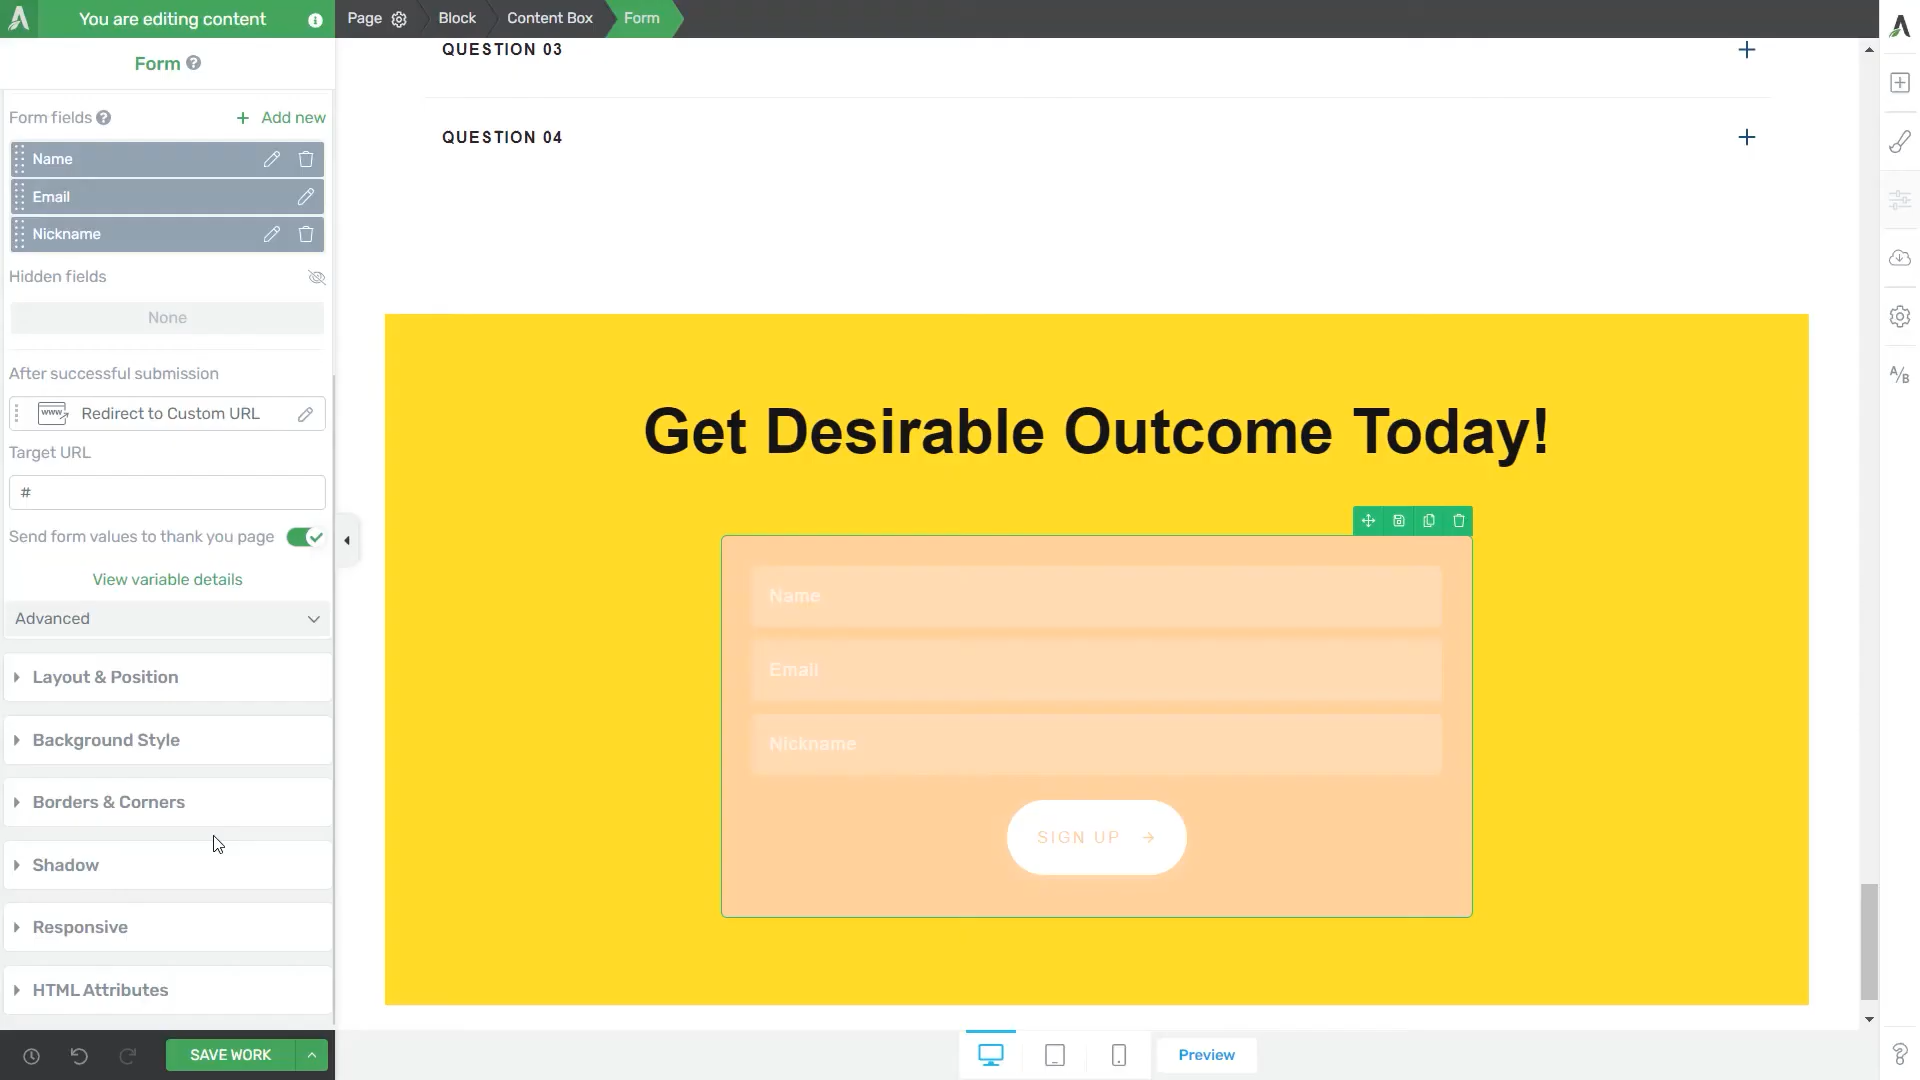 You are editing content
Page
Block
Content Box
Form
Form
Form fields
+ Add new
Name
Email
Nickname
Hidden fields
None
After successful submission
www
Redirect to Custom URL
Target URL
#
Send form values to thank you page
View variable details
Advanced
Layout & Position
Background Style
Borders & Corners
Shadow
Responsive
HTML Attributes
SAVE WORK
QUESTION 03
QUESTION 04
Get Desirable Outcome Today!
Name
Email
Nickname
SIGN UP
Preview
A/B